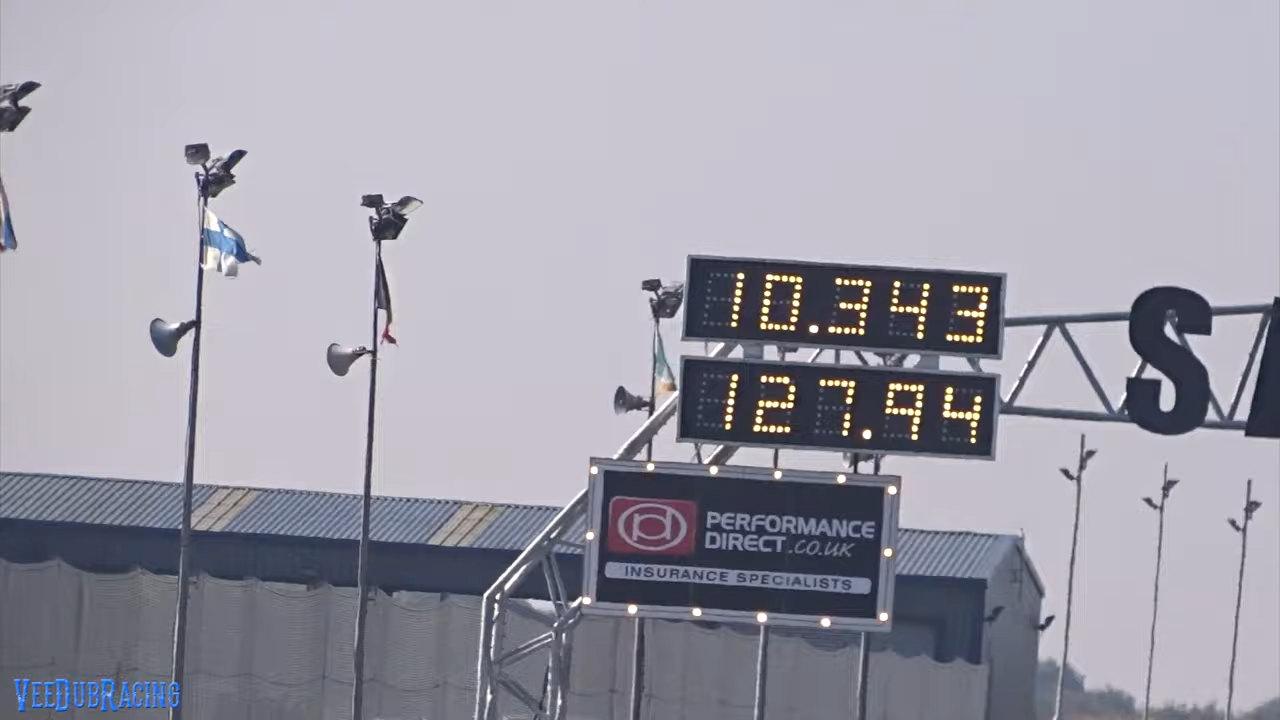 10.343
127.94
S
PERFORMANCE
DIRECT.co.uk
INSURANCE SPECIALISTS
VEEDUBRACING